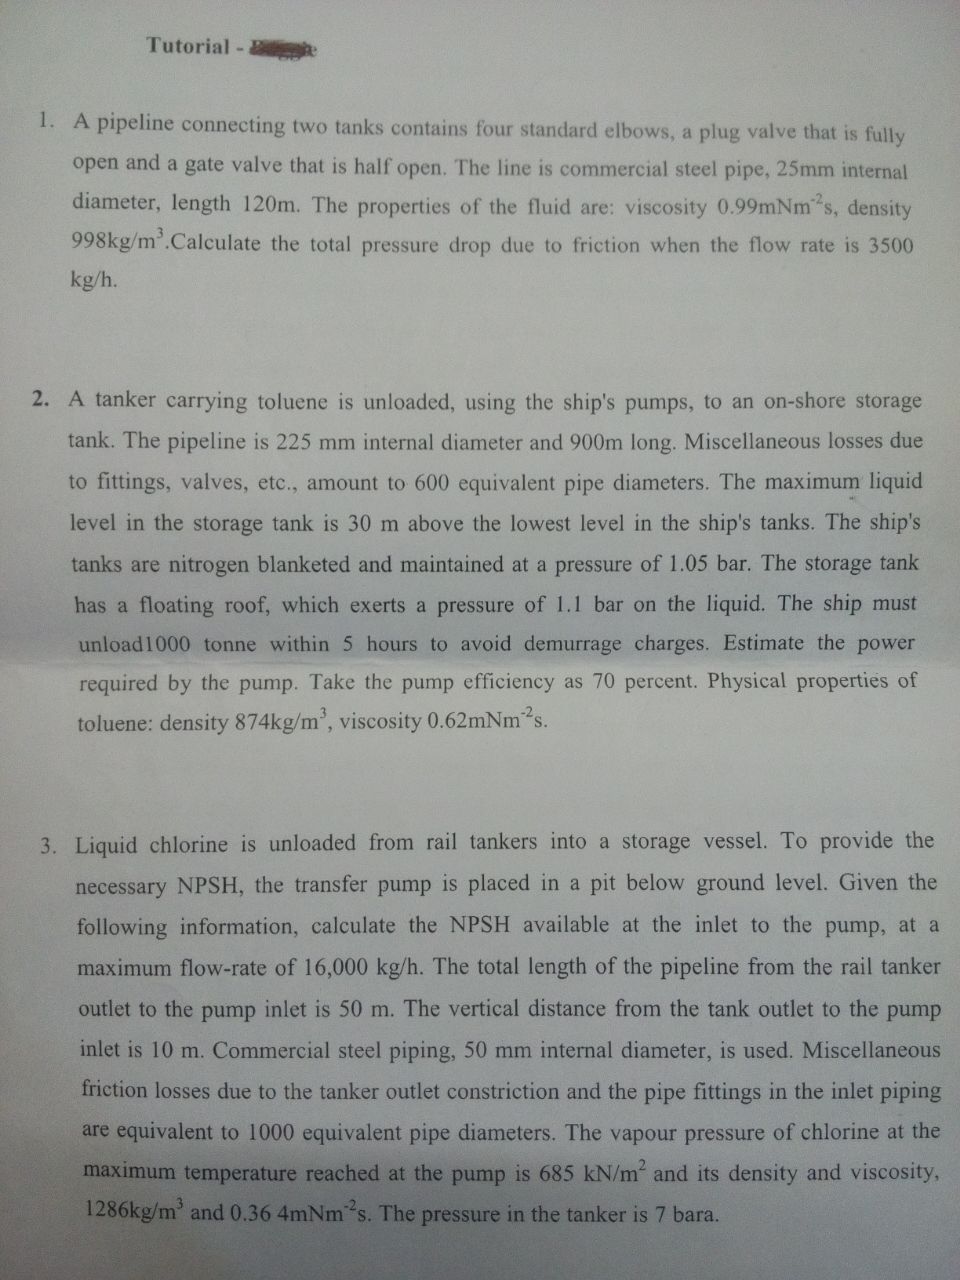 Tutorial -
1. A pipeline connecting two tanks contains four standard elbows, a plug valve that is fully
open and a gate valve that is half open. The line is commercial steel pipe, 25mm internal
diameter, length 120m. The properties of the fluid are: viscosity 0.99mNm⁻²s, density
998kg/m³.Calculate the total pressure drop due to friction when the flow rate is 3500
kg/h.
2. A tanker carrying toluene is unloaded, using the ship's pumps, to an on-shore storage
tank. The pipeline is 225 mm internal diameter and 900m long. Miscellaneous losses due
to fittings, valves, etc., amount to 600 equivalent pipe diameters. The maximum liquid
level in the storage tank is 30 m above the lowest level in the ship's tanks. The ship's
tanks are nitrogen blanketed and maintained at a pressure of 1.05 bar. The storage tank
has a floating roof, which exerts a pressure of 1.1 bar on the liquid. The ship must
unload1000 tonne within 5 hours to avoid demurrage charges. Estimate the power
required by the pump. Take the pump efficiency as 70 percent. Physical properties of
toluene: density 874kg/m³, viscosity 0.62mNm⁻²s.
3. Liquid chlorine is unloaded from rail tankers into a storage vessel. To provide the
necessary NPSH, the transfer pump is placed in a pit below ground level. Given the
following information, calculate the NPSH available at the inlet to the pump, at a
maximum flow-rate of 16,000 kg/h. The total length of the pipeline from the rail tanker
outlet to the pump inlet is 50 m. The vertical distance from the tank outlet to the pump
inlet is 10 m. Commercial steel piping, 50 mm internal diameter, is used. Miscellaneous
friction losses due to the tanker outlet constriction and the pipe fittings in the inlet piping
are equivalent to 1000 equivalent pipe diameters. The vapour pressure of chlorine at the
maximum temperature reached at the pump is 685 kN/m² and its density and viscosity,
1286kg/m³ and 0.36 4mNm⁻²s. The pressure in the tanker is 7 bara.